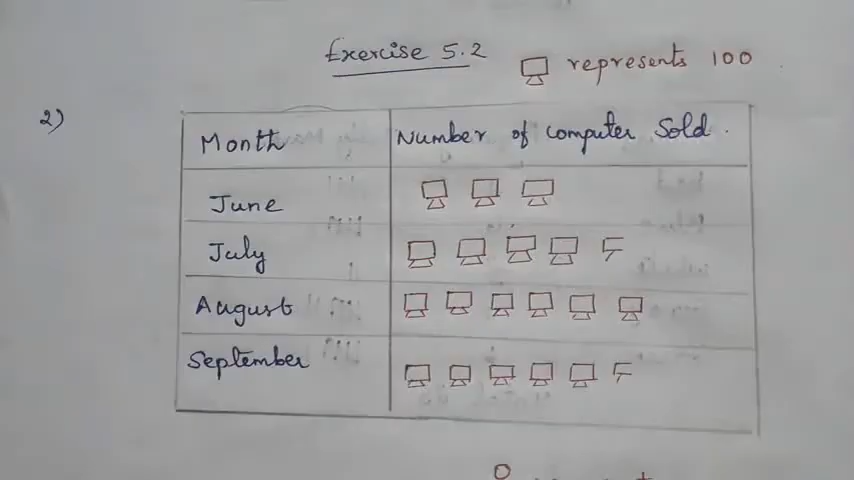 Exercise 5.2
represents 100
2)
Month Number of computer Sold.
June
July
August
September